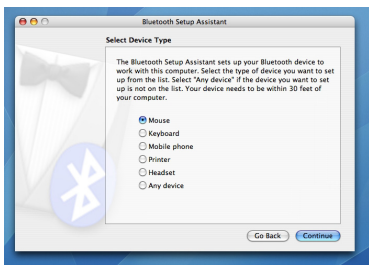 Bluetooth Setup Assistant
Select Device Type
The Bluetooth Setup Assistant sets up your Bluetooth device to
work with this computer. Select the type of device you want to set
up from the list. Select "Any device" if the device you want to set
up is not on the list. Your device needs to be within 30 feet of
your computer.
Mouse
Keyboard
Mobile phone
Printer
Headset
Any device
Go Back Continue